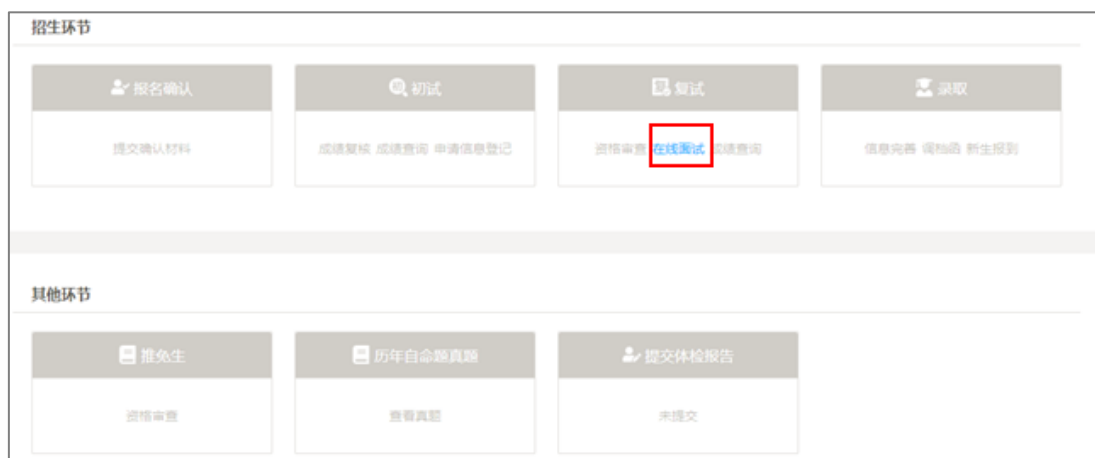 招生环节
报名确认
初试
复试
录取
提交确认材料
成绩复核 成绩查询 申请信息登记
资格审查 在线面试 成绩查询
信息完善 调档函 新生报到
其他环节
推免生
历年自命题真题
提交体检报告
资格审查
查看真题
未提交